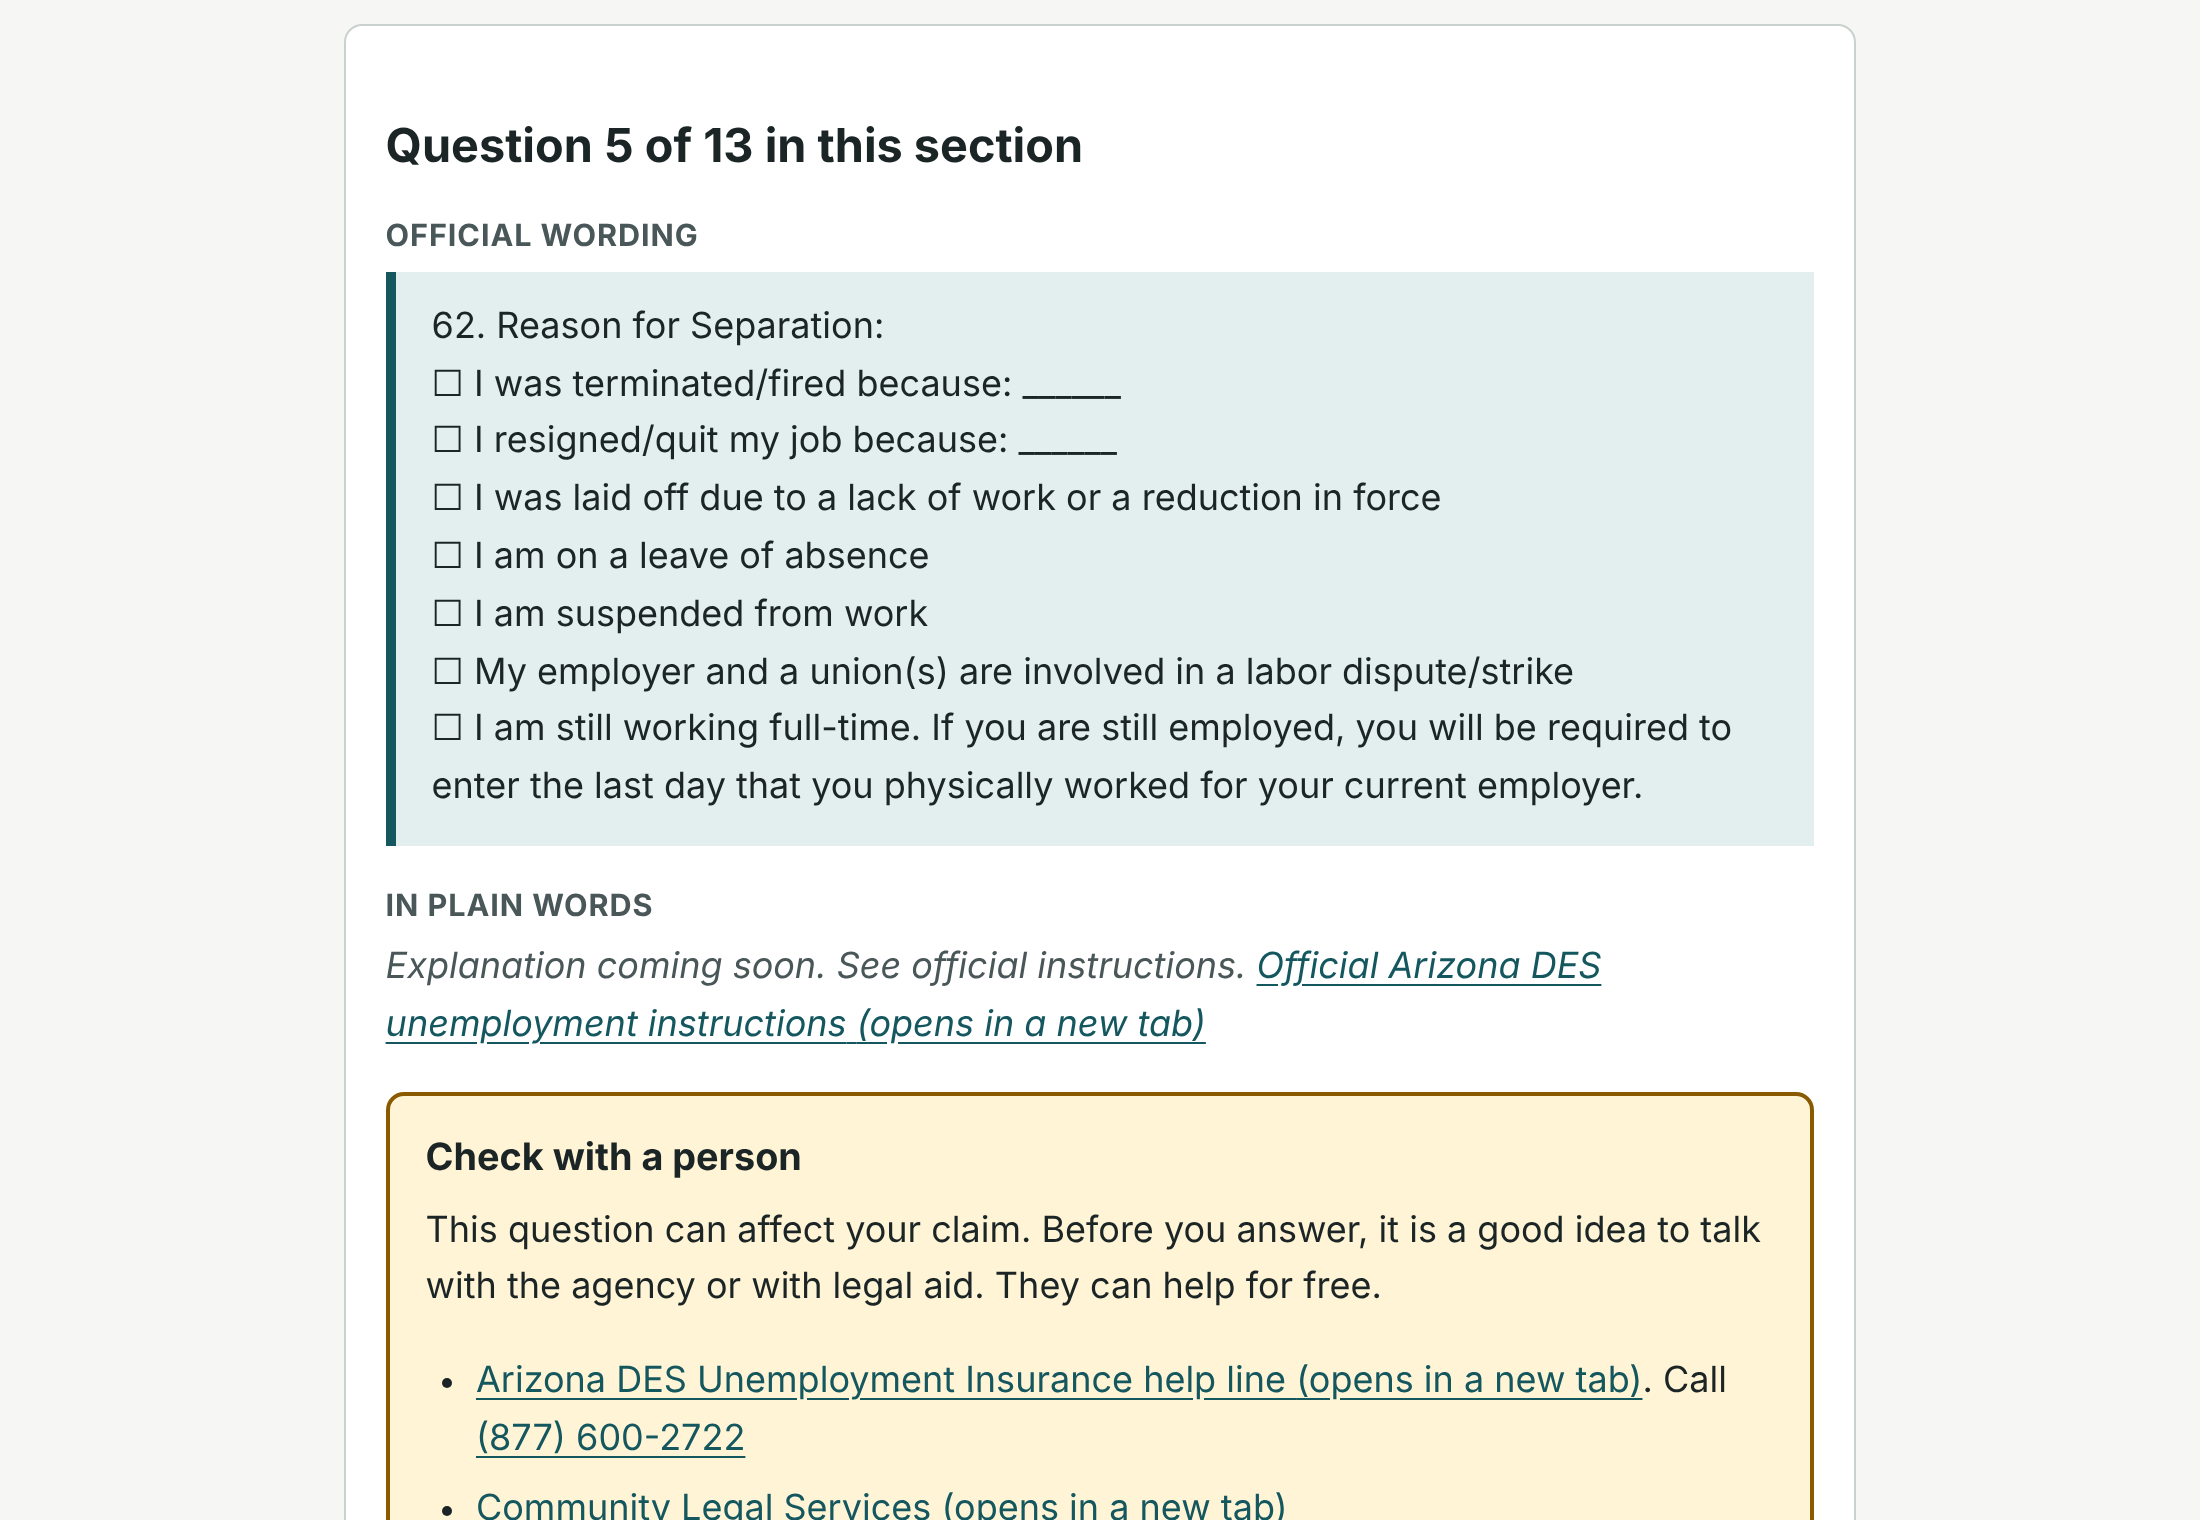 Question 5 of 13 in this section
OFFICIAL WORDING
62. Reason for Separation:
☐ I was terminated/fired because: ______
☐ I resigned/quit my job because: ______
☐ I was laid off due to a lack of work or a reduction in force
☐ I am on a leave of absence
☐ I am suspended from work
☐ My employer and a union(s) are involved in a labor dispute/strike
☐ I am still working full-time. If you are still employed, you will be required to
enter the last day that you physically worked for your current employer.
IN PLAIN WORDS
Explanation coming soon. See official instructions. Official Arizona DES
unemployment instructions (opens in a new tab)
Check with a person
This question can affect your claim. Before you answer, it is a good idea to talk
with the agency or with legal aid. They can help for free.
• Arizona DES Unemployment Insurance help line (opens in a new tab). Call
(877) 600-2722
• Community Legal Services (opens in a new tab)